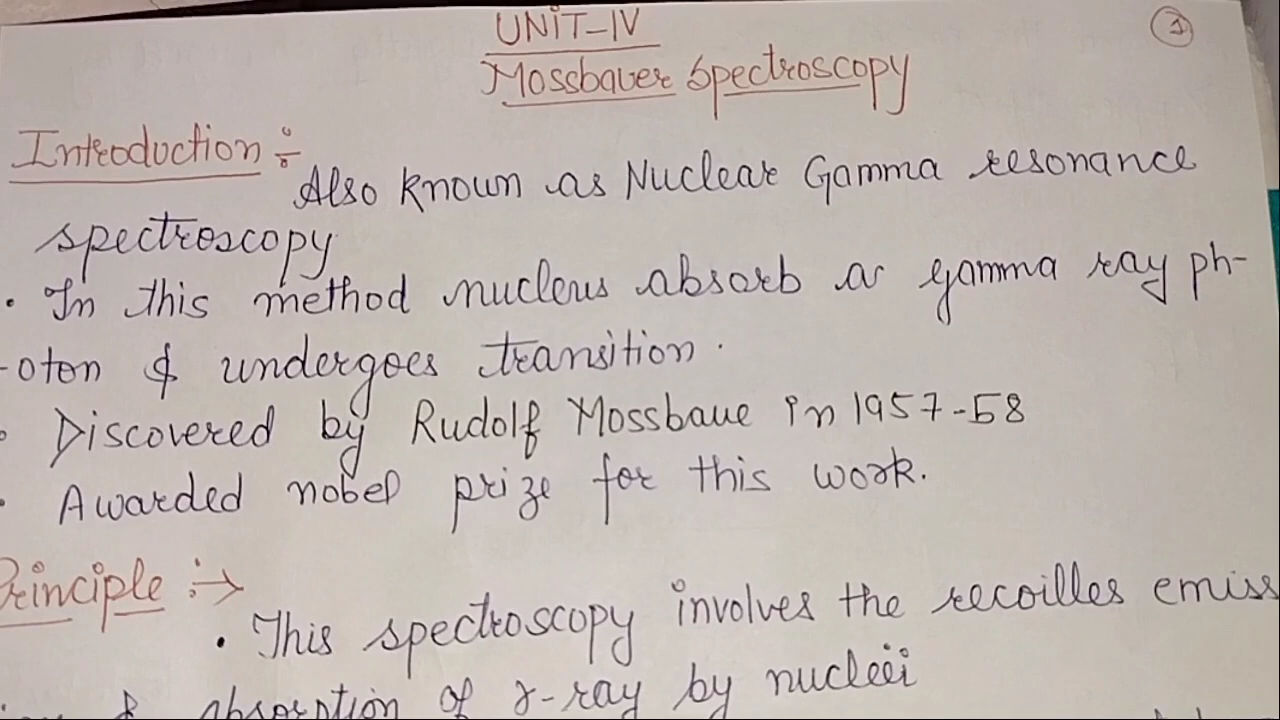 UNIT-IV
1
Mossbauer Spectroscopy
Introduction :-
Also known as Nuclear Gamma resonance
spectroscopy
• In this method nucleus absorb a gamma ray ph-
-oton & undergoes transition.
• Discovered by Rudolf Mossbaue in 1957-58
• Awarded nobel prize for this work.
Principle :→
• This spectroscopy involves the recoilles emiss
& absorption of γ-ray by nucleii